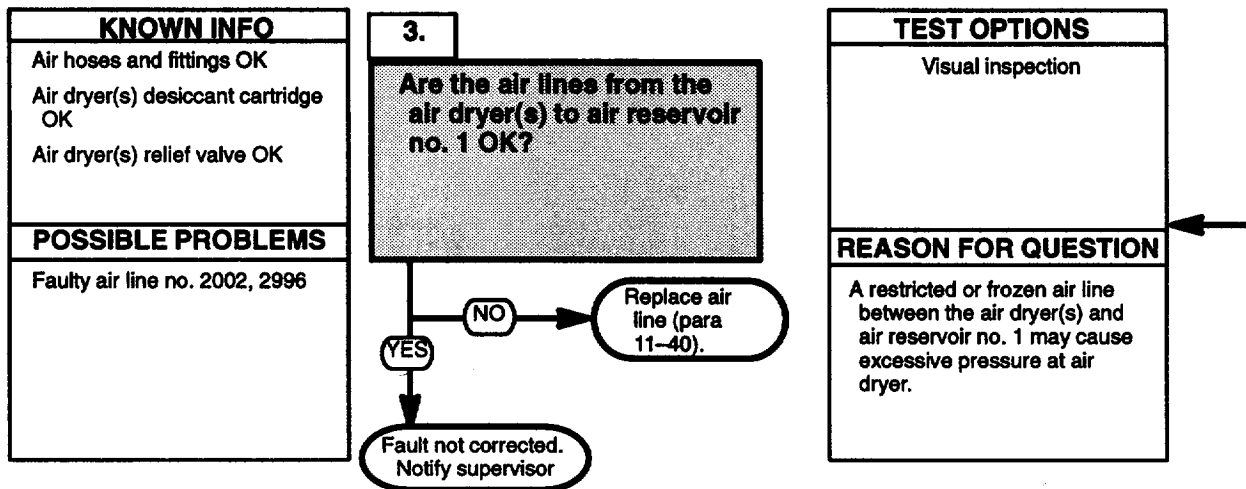 KNOWN INFO
Air hoses and fittings OK
Air dryer(s) desiccant cartridge
OK
Air dryer(s) relief valve OK
POSSIBLE PROBLEMS
Faulty air line no. 2002, 2996
3.
Are the air lines from the
air dryer(s) to air reservoir
no. 1 OK?
NO
Replace air
line (para
11–40).
YES
Fault not corrected.
Notify supervisor
TEST OPTIONS
Visual inspection
REASON FOR QUESTION
A restricted or frozen air line
between the air dryer(s) and
air reservoir no. 1 may cause
excessive pressure at air
dryer.